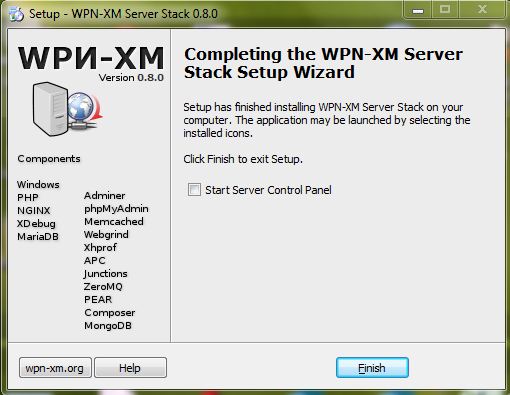 Setup - WPN-XM Server Stack 0.8.0
WPИ-XM
Version 0.8.0
Components
Windows
PHP
NGINX
XDebug
MariaDB
Adminer
phpMyAdmin
Memcached
Webgrind
Xhprof
APC
Junctions
ZeroMQ
PEAR
Composer
MongoDB
Completing the WPN-XM Server
Stack Setup Wizard
Setup has finished installing WPN-XM Server Stack on your
computer. The application may be launched by selecting the
installed icons.
Click Finish to exit Setup.
Start Server Control Panel
wpn-xm.org
Help
Finish